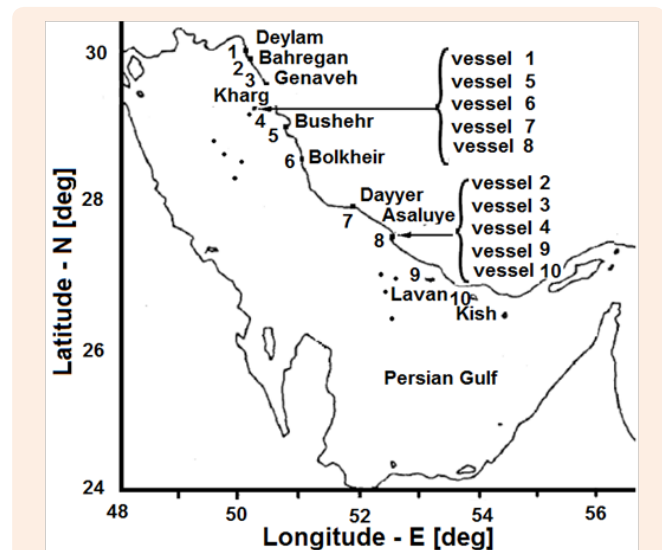 30
28
26
24
48
50
52
54
56
Latitude - N [deg]
Longitude - E [deg]
1
Deylam
2
Bahregan
3
Genaveh
Kharg
4
5
Bushehr
6
Bolkheir
7
Dayyer
8
Asaluye
9
Lavan
10
Kish
Persian Gulf
vessel 1
vessel 5
vessel 6
vessel 7
vessel 8
vessel 2
vessel 3
vessel 4
vessel 9
vessel 10